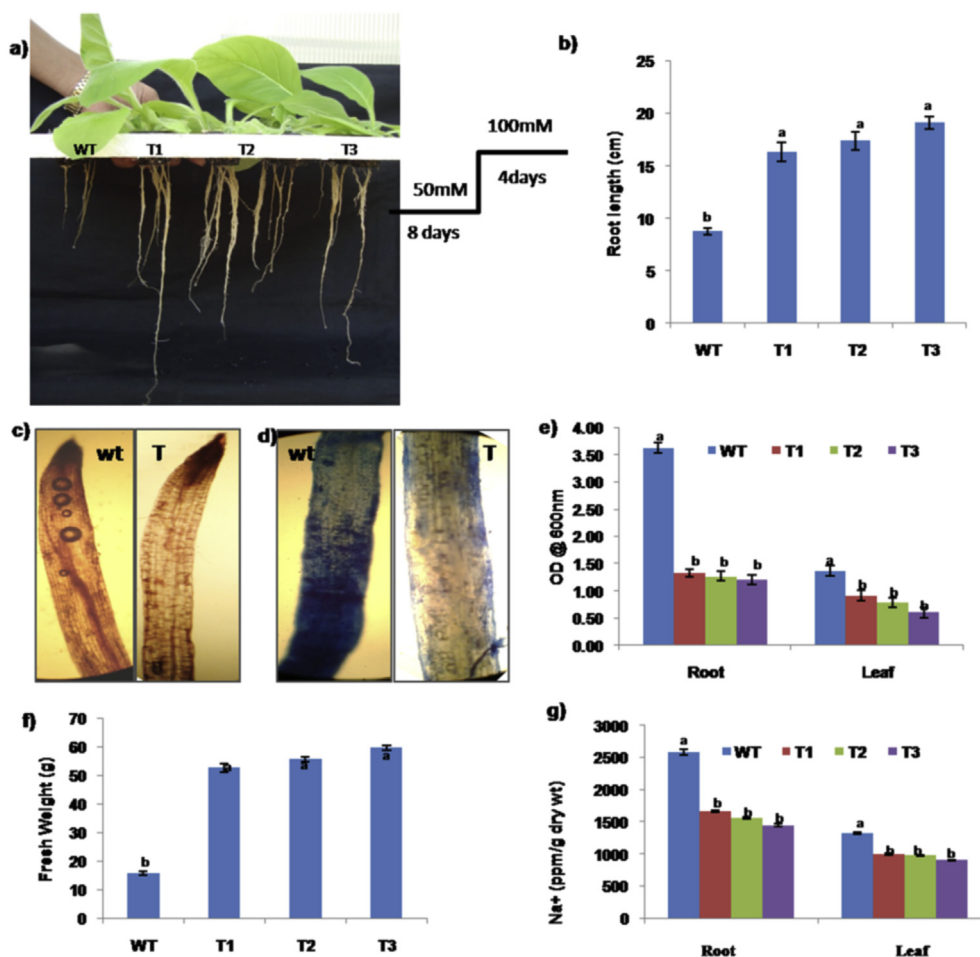 a)
WT T1 T2 T3
50mM
8 days
100mM
4days
b)
Root length (cm)
25
20
15
10
5
0
b a a a
WT T1 T2 T3
c)
wt T
d)
wt T
e)
OD @ 600nm
4.00
3.50
3.00
2.50
2.00
1.50
1.00
0.50
0.00
WT T1 T2 T3
a b b b a b b b
Root Leaf
f)
Fresh Weight (g)
70
60
50
40
30
20
10
0
b a a
WT T1 T2 T3
g)
Na+ (ppm/g dry wt)
3000
2500
2000
1500
1000
500
0
WT T1 T2 T3
a b b b a b b b
Root Leaf